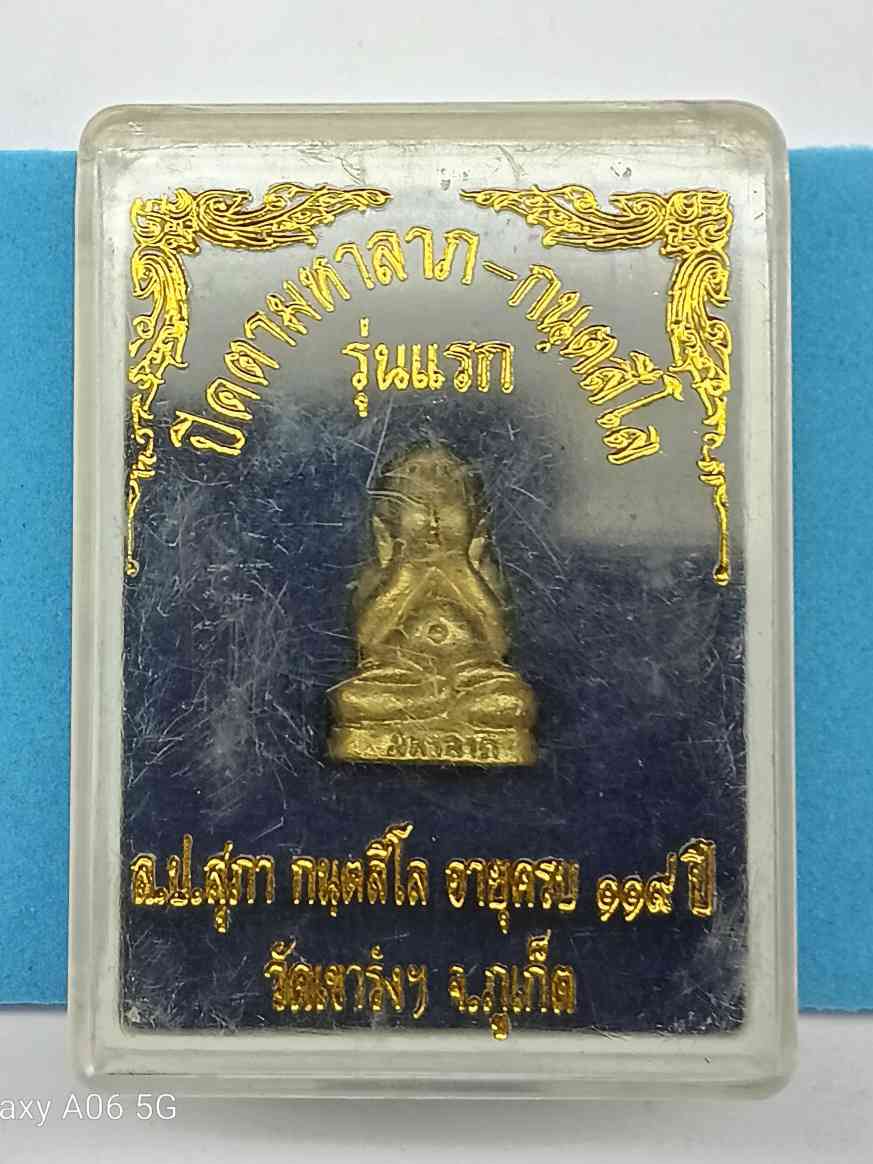 ปิดตามหาลาภ-กนฺตสีโล
รุ่นแรก
มหาลาภ
ล.ป.สุภา กนฺตสีโล อายุครบ ๑๑๙ ปี
วัดเขารังฯ จ.ภูเก็ต
axy A06 5G